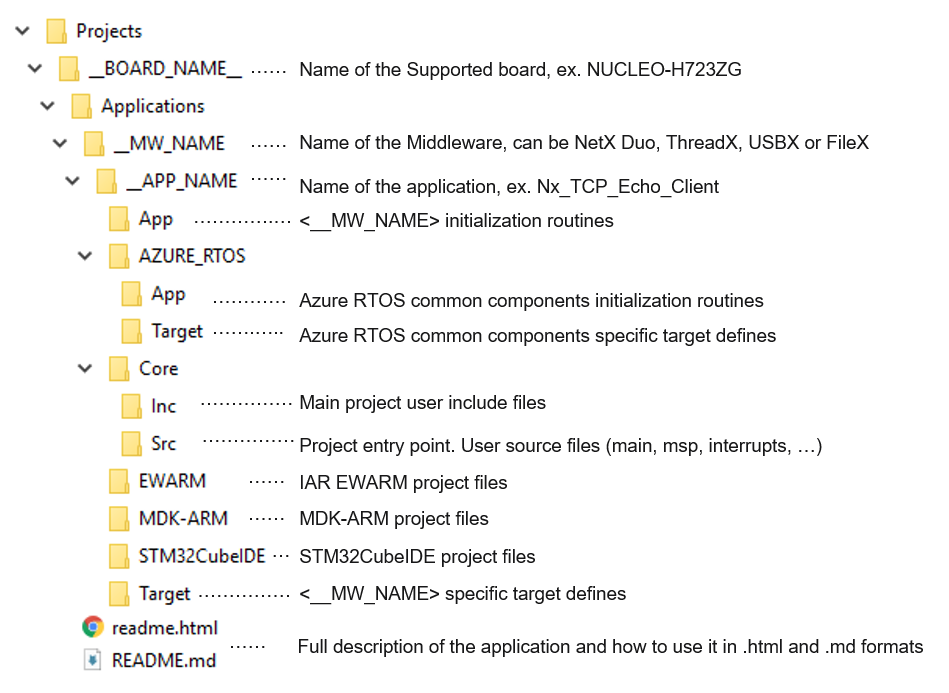 Projects
__BOARD_NAME__ ...... Name of the Supported board, ex. NUCLEO-H723ZG
Applications
__MW_NAME ...... Name of the Middleware, can be NetX Duo, ThreadX, USBX or FileX
__APP_NAME ...... Name of the application, ex. Nx_TCP_Echo_Client
App ................ <__MW_NAME> initialization routines
AZURE_RTOS
App ............ Azure RTOS common components initialization routines
Target ............ Azure RTOS common components specific target defines
Core
Inc ............... Main project user include files
Src ............... Project entry point. User source files (main, msp, interrupts, …)
EWARM ...... IAR EWARM project files
MDK-ARM ...... MDK-ARM project files
STM32CubeIDE ... STM32CubeIDE project files
Target ............... <__MW_NAME> specific target defines
readme.html
README.md ...... Full description of the application and how to use it in .html and .md formats